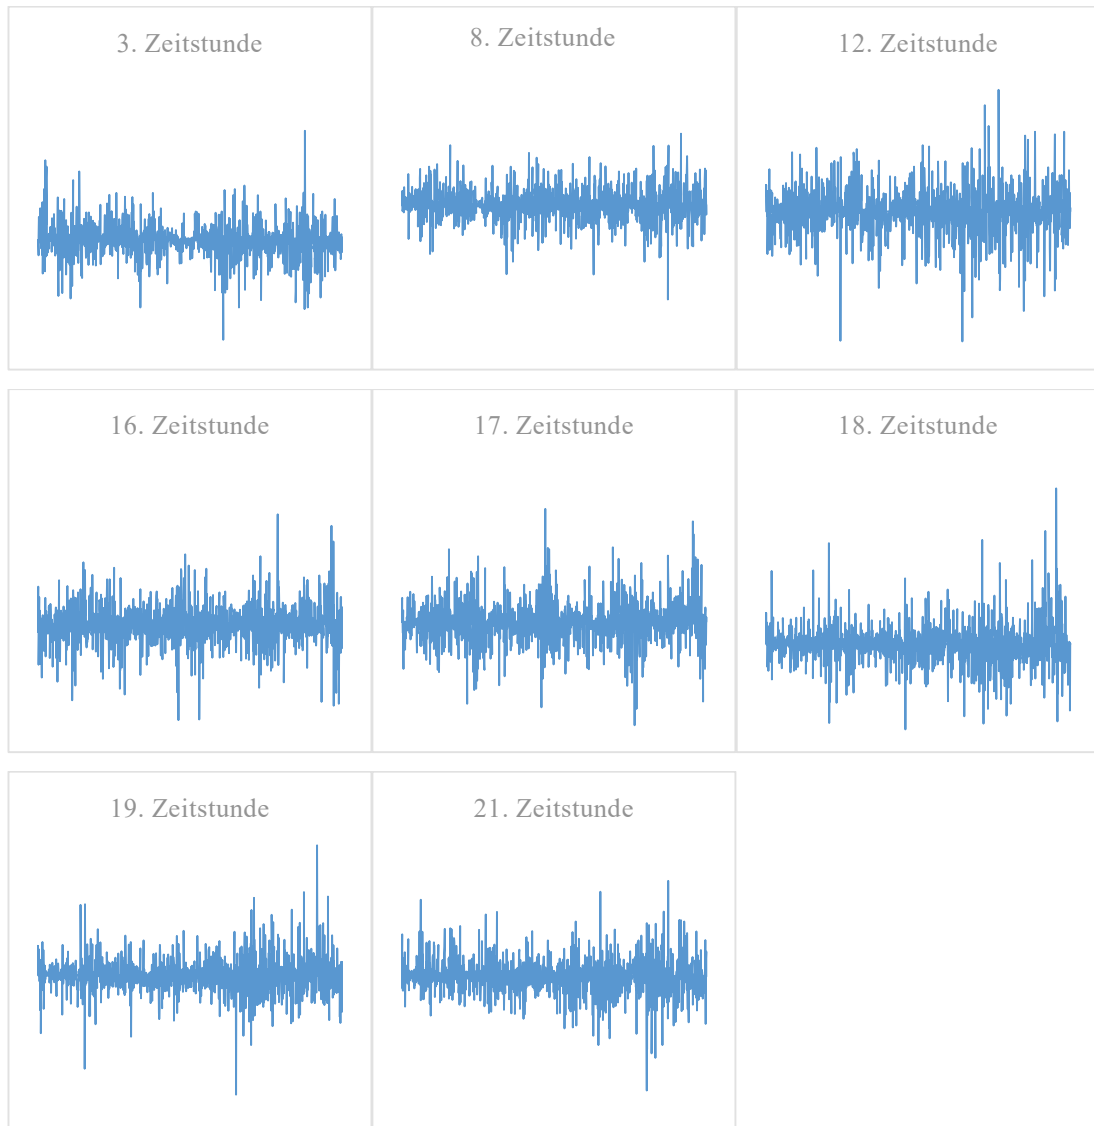 3. Zeitstunde
8. Zeitstunde
12. Zeitstunde
16. Zeitstunde
17. Zeitstunde
18. Zeitstunde
19. Zeitstunde
21. Zeitstunde